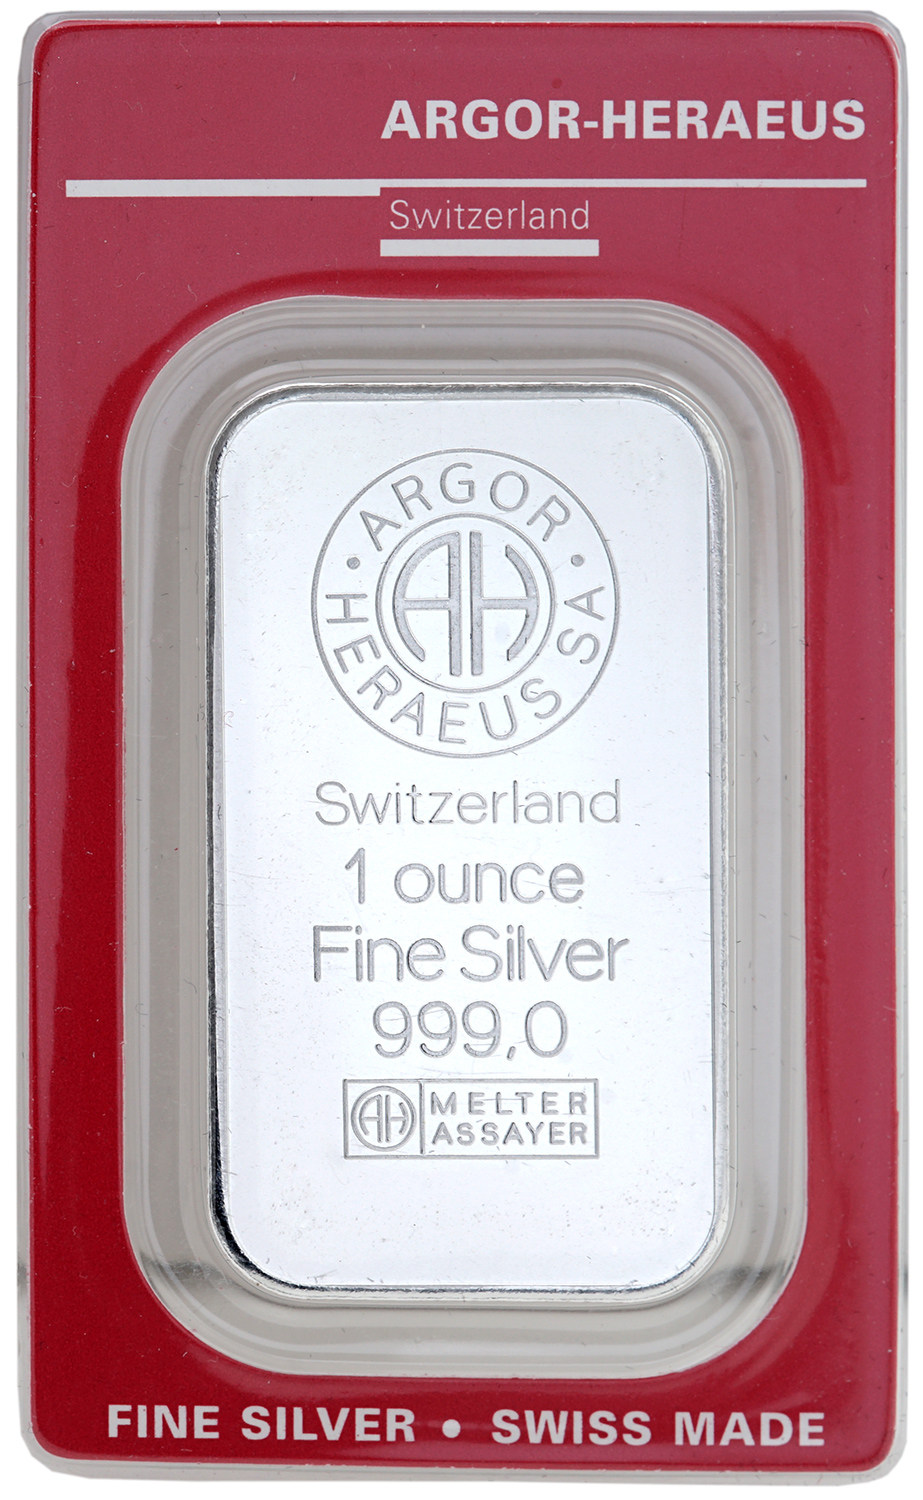 ARGOR-HERAEUS
Switzerland
· ARGOR ·
HERAEUS SA
AH
Switzerland
1 ounce
Fine Silver
999,0
AH MELTER
ASSAYER
FINE SILVER • SWISS MADE